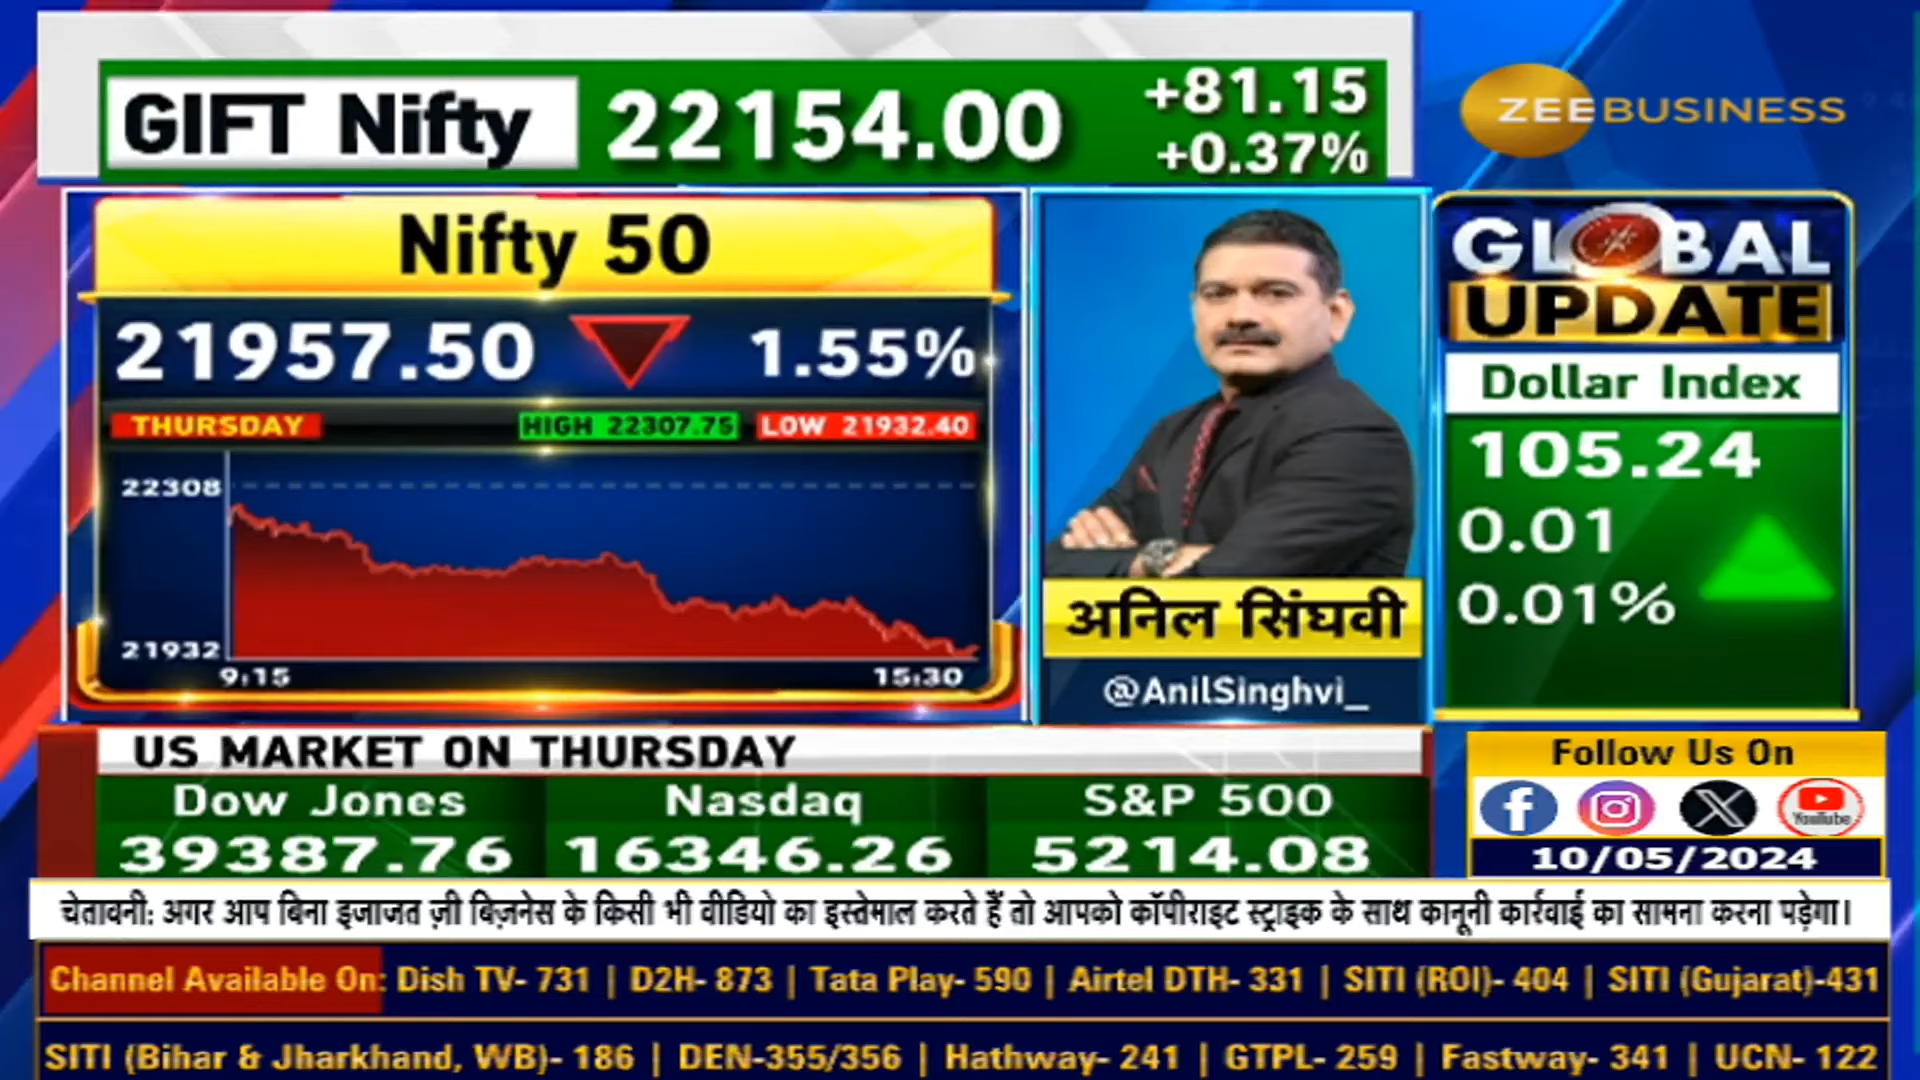 GIFT Nifty 22154.00 +81.15
+0.37%
ZEEBUSINESS
Nifty 50
21957.50 1.55%
THURSDAY HIGH 22307.75 LOW 21932.40
22308
21932
9:15 15:30
अनिल सिंघवी
@AnilSinghvi_
GLOBAL
UPDATE
Dollar Index
105.24
0.01
0.01%
US MARKET ON THURSDAY
Dow Jones Nasdaq S&P 500
39387.76 16346.26 5214.08
Follow Us On
YouTube
10/05/2024
चेतावनी: अगर आप बिना इजाजत ज़ी बिज़नेस के किसी भी वीडियो का इस्तेमाल करते हैं तो आपको कॉपीराइट स्ट्राइक के साथ कानूनी कार्रवाई का सामना करना पड़ेगा।
Channel Available On: Dish TV- 731 | D2H- 873 | Tata Play- 590 | Airtel DTH- 331 | SITI (ROI)- 404 | SITI (Gujarat)-431
SITI (Bihar & Jharkhand, WB)- 186 | DEN-355/356 | Hathway- 241 | GTPL- 259 | Fastway- 341 | UCN- 122